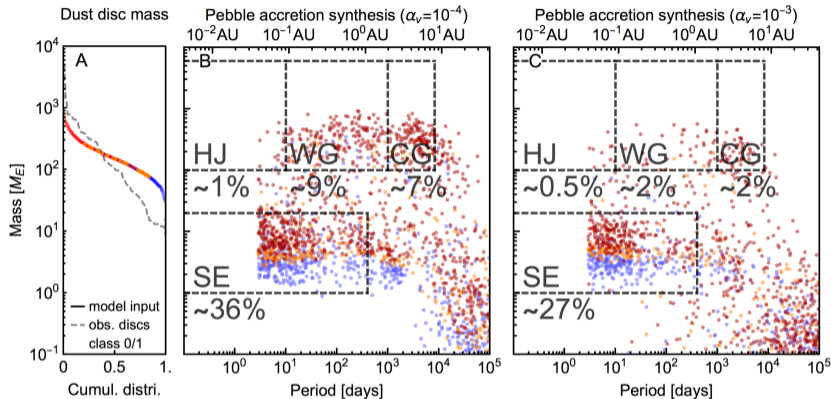 Dust disc mass
Pebble accretion synthesis (αᵥ=10⁻⁴)
Pebble accretion synthesis (αᵥ=10⁻³)
10⁻²AU 10⁻¹AU 10⁰AU 10¹AU
10⁻²AU 10⁻¹AU 10⁰AU 10¹AU
Mass [M_E]
10⁴
10³
10²
10¹
10⁰
10⁻¹
A
model input
obs. discs
class 0/1
0 0.5 1.
Cumul. distri.
B
HJ WG CG
~1% ~9% ~7%
SE
~36%
10⁰ 10¹ 10² 10³ 10⁴ 10⁵
Period [days]
C
HJ WG CG
~0.5% ~2% ~2%
SE
~27%
10⁰ 10¹ 10² 10³ 10⁴ 10⁵
Period [days]